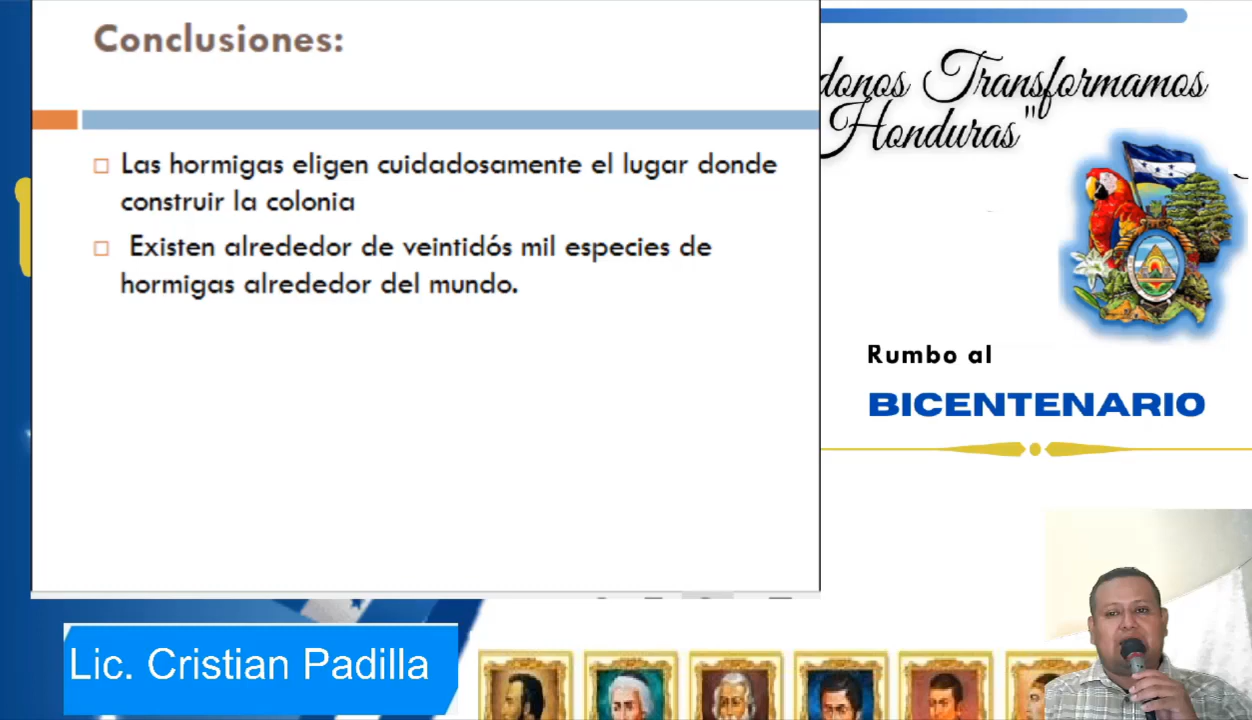 Conclusiones:
Las hormigas eligen cuidadosamente el lugar donde
construir la colonia
Existen alrededor de veintidós mil especies de
hormigas alrededor del mundo.
donos Transformamos
Honduras"
Rumbo al
BICENTENARIO
Lic. Cristian Padilla